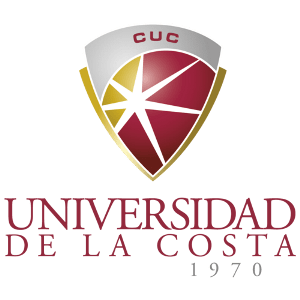 CUC
UNIVERSIDAD
DE LA COSTA
1970